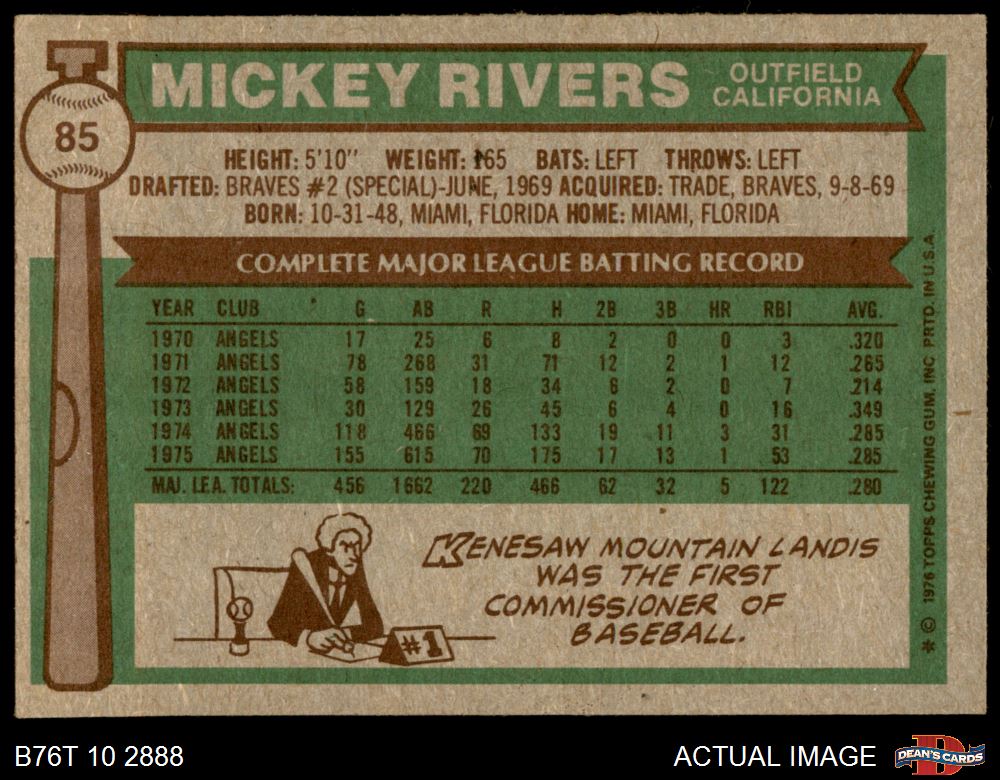 85
MICKEY RIVERS
OUTFIELD
CALIFORNIA
HEIGHT: 5'10" WEIGHT: 165 BATS: LEFT THROWS: LEFT
DRAFTED: BRAVES #2 (SPECIAL)-JUNE, 1969 ACQUIRED: TRADE, BRAVES, 9-8-69
BORN: 10-31-48, MIAMI, FLORIDA HOME: MIAMI, FLORIDA
COMPLETE MAJOR LEAGUE BATTING RECORD
YEAR CLUB G AB R H 2B 3B HR RBI AVG.
1970 ANGELS 17 25 6 8 2 0 0 3 .320
1971 ANGELS 78 268 31 71 12 2 1 12 .265
1972 ANGELS 58 159 18 34 6 2 0 7 .214
1973 ANGELS 30 129 26 45 6 4 0 16 .349
1974 ANGELS 118 466 69 133 19 11 3 31 .285
1975 ANGELS 155 615 70 175 17 13 1 53 .285
MAJ. LEA. TOTALS: 456 1662 220 466 62 32 5 122 .280
KENESAW MOUNTAIN LANDIS
WAS THE FIRST
COMMISSIONER OF
BASEBALL.
#1
* © 1976 TOPPS CHEWING GUM, INC. PRTD. IN U.S.A.
B76T 10 2888
ACTUAL IMAGE
D
DEAN'S CARDS